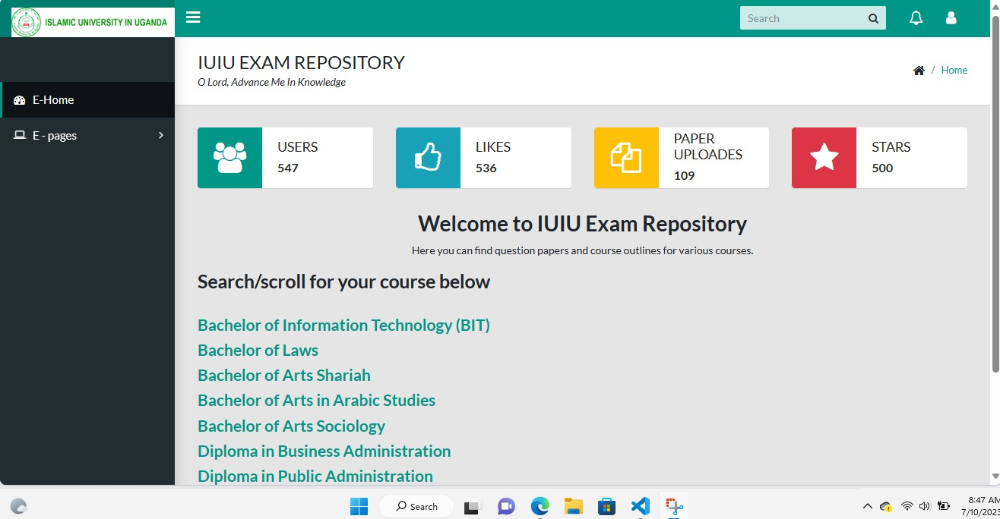 ISLAMIC UNIVERSITY IN UGANDA
Search
IUIU EXAM REPOSITORY
O Lord, Advance Me In Knowledge
/ Home
E-Home
E - pages
USERS
547
LIKES
536
PAPER
UPLOADES
109
STARS
500
Welcome to IUIU Exam Repository
Here you can find question papers and course outlines for various courses.
Search/scroll for your course below
Bachelor of Information Technology (BIT)
Bachelor of Laws
Bachelor of Arts Shariah
Bachelor of Arts in Arabic Studies
Bachelor of Arts Sociology
Diploma in Business Administration
Diploma in Public Administration
Search
8:47 AM